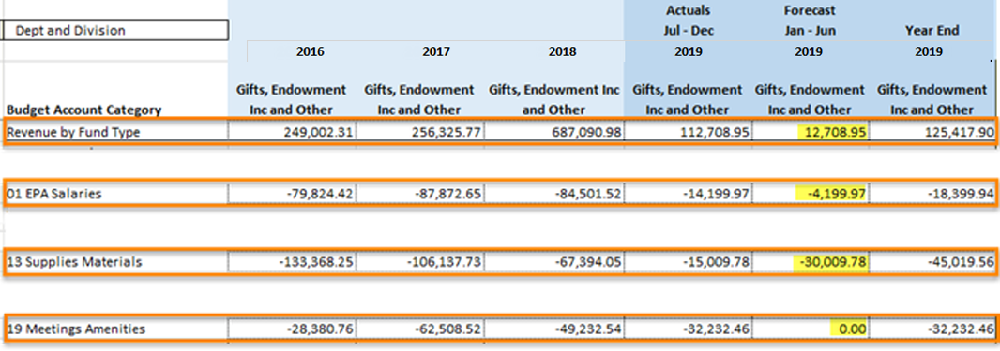 Actuals Forecast
Dept and Division Jul - Dec Jan - Jun Year End
2016 2017 2018 2019 2019 2019
Gifts, Endowment Gifts, Endowment Gifts, Endowment Inc Gifts, Endowment Gifts, Endowment Gifts, Endowment
Budget Account Category Inc and Other Inc and Other and Other Inc and Other Inc and Other Inc and Other
Revenue by Fund Type 249,002.31 256,325.77 687,090.98 112,708.95 12,708.95 125,417.90
01 EPA Salaries -79,824.42 -87,872.65 -84,501.52 -14,199.97 -4,199.97 -18,399.94
13 Supplies Materials -133,368.25 -106,137.73 -67,394.05 -15,009.78 -30,009.78 -45,019.56
19 Meetings Amenities -28,380.76 -62,508.52 -49,232.54 -32,232.46 0.00 -32,232.46